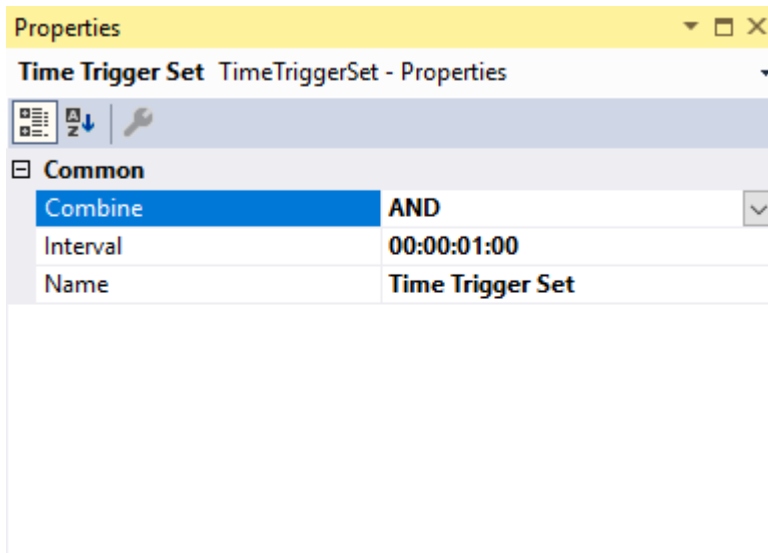 Properties
Time Trigger Set TimeTriggerSet - Properties
Common
Combine AND
Interval 00:00:01:00
Name Time Trigger Set